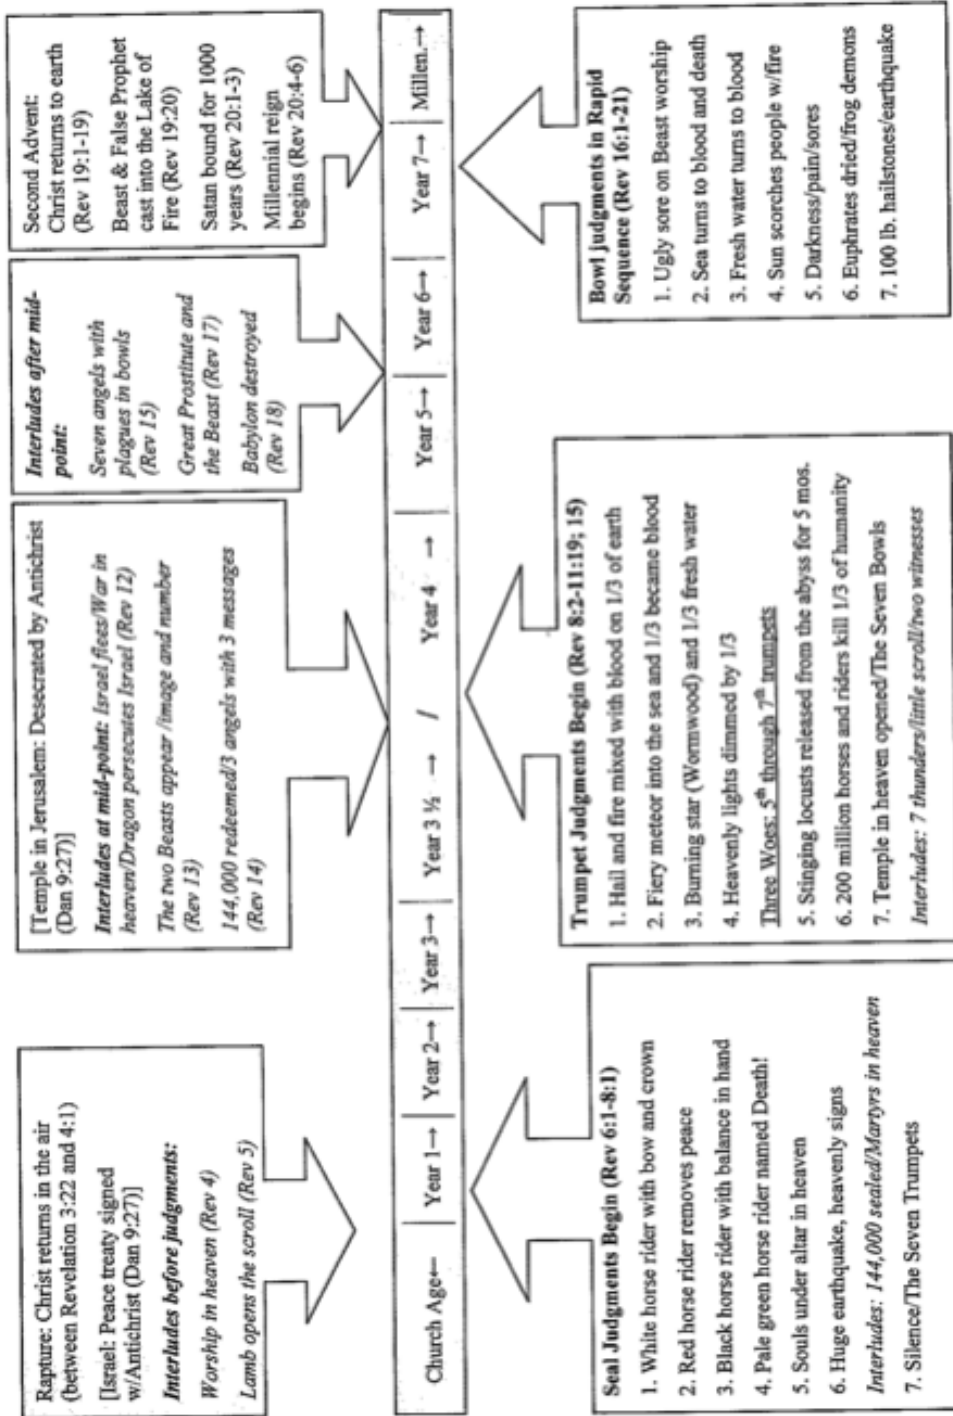 Rapture: Christ returns in the air
(between Revelation 3:22 and 4:1)
[Israel: Peace treaty signed
w/Antichrist (Dan 9:27)]
Interludes before judgments:
Worship in heaven (Rev 4)
Lamb opens the scroll (Rev 5)
[Temple in Jerusalem: Desecrated by Antichrist
(Dan 9:27)]
Interludes at mid-point: Israel flees/War in
heaven/Dragon persecutes Israel (Rev 12)
The two Beasts appear /image and number
(Rev 13)
144,000 redeemed/3 angels with 3 messages
(Rev 14)
Interludes after mid-
point:
Seven angels with
plagues in bowls
(Rev 15)
Great Prostitute and
the Beast (Rev 17)
Babylon destroyed
(Rev 18)
Second Advent:
Christ returns to earth
(Rev 19:1-19)
Beast & False Prophet
cast into the Lake of
Fire (Rev 19:20)
Satan bound for 1000
years (Rev 20:1-3)
Millennial reign
begins (Rev 20:4-6)
Church Age← | Year 1→ | Year 2→ | Year 3→ | Year 3 ½ → / Year 4 → | Year 5→ | Year 6→ | Year 7→ | Millen.→
Seal Judgments Begin (Rev 6:1-8:1)
1. White horse rider with bow and crown
2. Red horse rider removes peace
3. Black horse rider with balance in hand
4. Pale green horse rider named Death!
5. Souls under altar in heaven
6. Huge earthquake, heavenly signs
Interludes: 144,000 sealed/Martyrs in heaven
7. Silence/The Seven Trumpets
Trumpet Judgments Begin (Rev 8:2-11:19; 15)
1. Hail and fire mixed with blood on 1/3 of earth
2. Fiery meteor into the sea and 1/3 became blood
3. Burning star (Wormwood) and 1/3 fresh water
4. Heavenly lights dimmed by 1/3
Three Woes: 5th through 7th trumpets
5. Stinging locusts released from the abyss for 5 mos.
6. 200 million horses and riders kill 1/3 of humanity
7. Temple in heaven opened/The Seven Bowls
Interludes: 7 thunders/little scroll/two witnesses
Bowl judgments in Rapid
Sequence (Rev 16:1-21)
1. Ugly sore on Beast worship
2. Sea turns to blood and death
3. Fresh water turns to blood
4. Sun scorches people w/fire
5. Darkness/pain/sores
6. Euphrates dried/frog demons
7. 100 lb. hailstones/earthquake